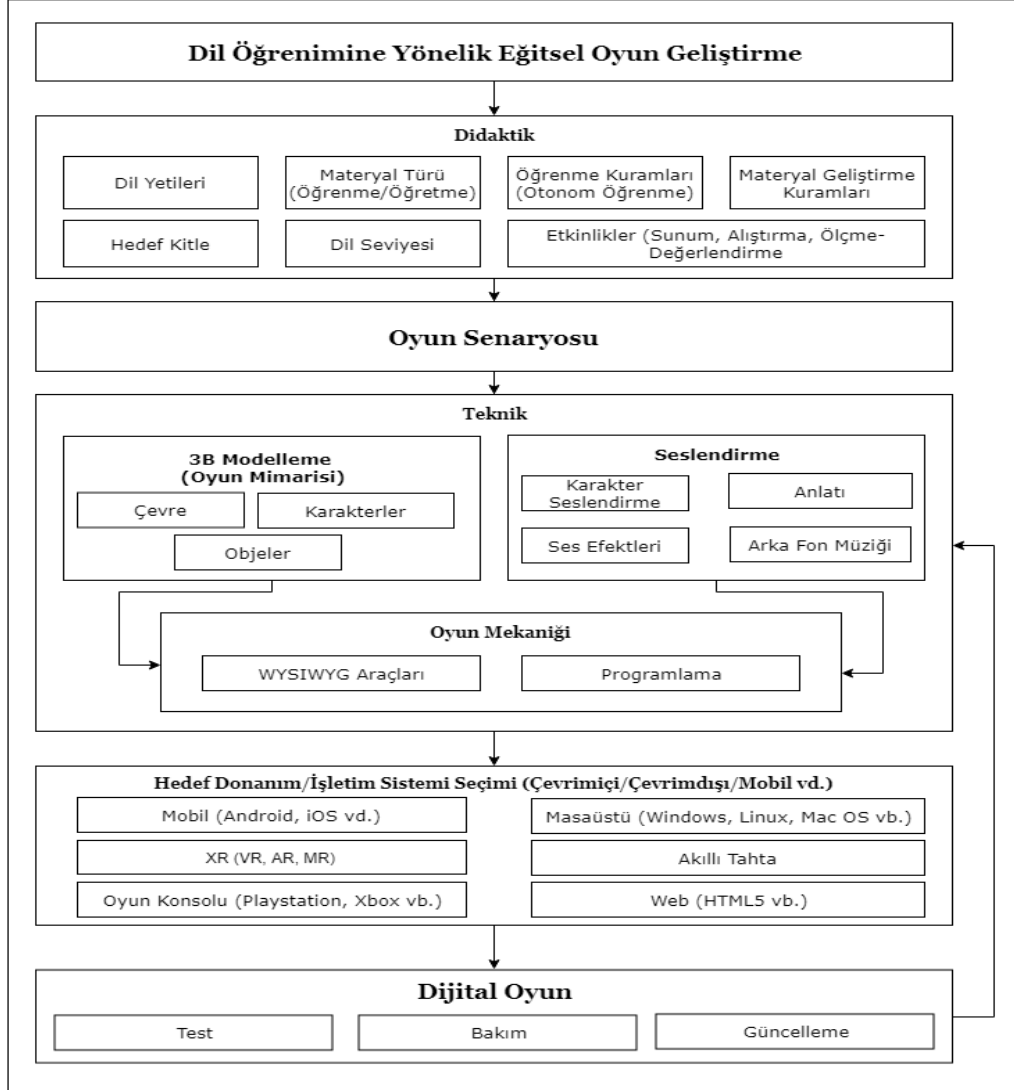 Dil Öğrenimine Yönelik Eğitsel Oyun Geliştirme
Didaktik
Dil Yetileri
Materyal Türü
(Öğrenme/Öğretme)
Öğrenme Kuramları
(Otonom Öğrenme)
Materyal Geliştirme
Kuramları
Hedef Kitle
Dil Seviyesi
Etkinlikler (Sunum, Alıştırma, Ölçme-
Değerlendirme
Oyun Senaryosu
Teknik
3B Modelleme
(Oyun Mimarisi)
Çevre
Karakterler
Objeler
Seslendirme
Karakter
Seslendirme
Anlatı
Ses Efektleri
Arka Fon Müziği
Oyun Mekaniği
WYSIWYG Araçları
Programlama
Hedef Donanım/İşletim Sistemi Seçimi (Çevrimiçi/Çevrimdışı/Mobil vd.)
Mobil (Android, iOS vd.)
Masaüstü (Windows, Linux, Mac OS vb.)
XR (VR, AR, MR)
Akıllı Tahta
Oyun Konsolu (Playstation, Xbox vb.)
Web (HTML5 vb.)
Dijital Oyun
Test
Bakım
Güncelleme